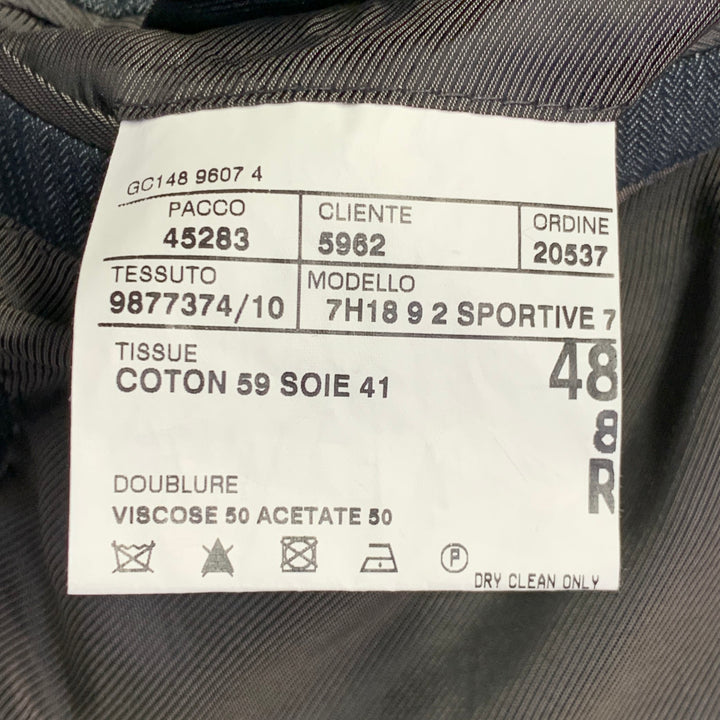 GC148 9607 4
PACCO CLIENTE ORDINE
45283 5962 20537
TESSUTO MODELLO
9877374/10 7H18 9 2 SPORTIVE 7
TISSUE 48
COTON 59 SOIE 41
8
R
DOUBLURE
VISCOSE 50 ACETATE 50
P
DRY CLEAN ONLY